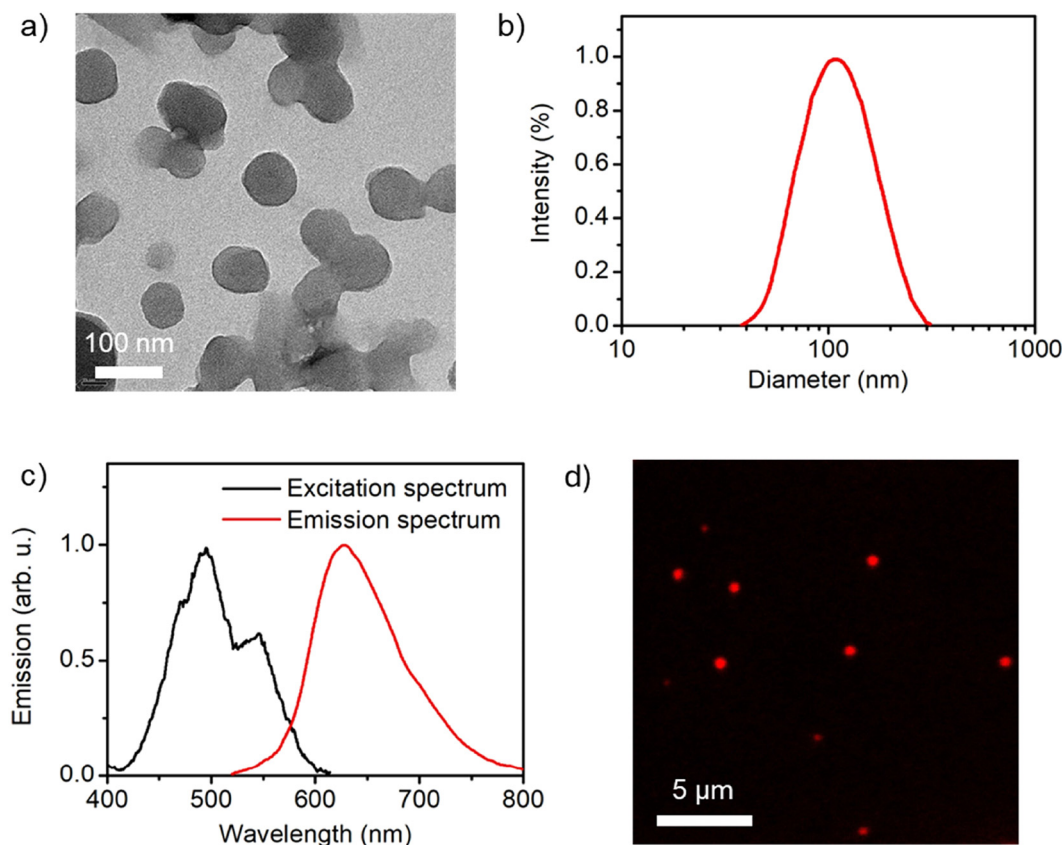 a)
100 nm
b)
Intensity (%)
1.0
0.8
0.6
0.4
0.2
0.0
10
100
1000
Diameter (nm)
c)
Excitation spectrum
Emission spectrum
Emission (arb. u.)
1.0
0.5
0.0
400
500
600
700
800
Wavelength (nm)
d)
5 µm